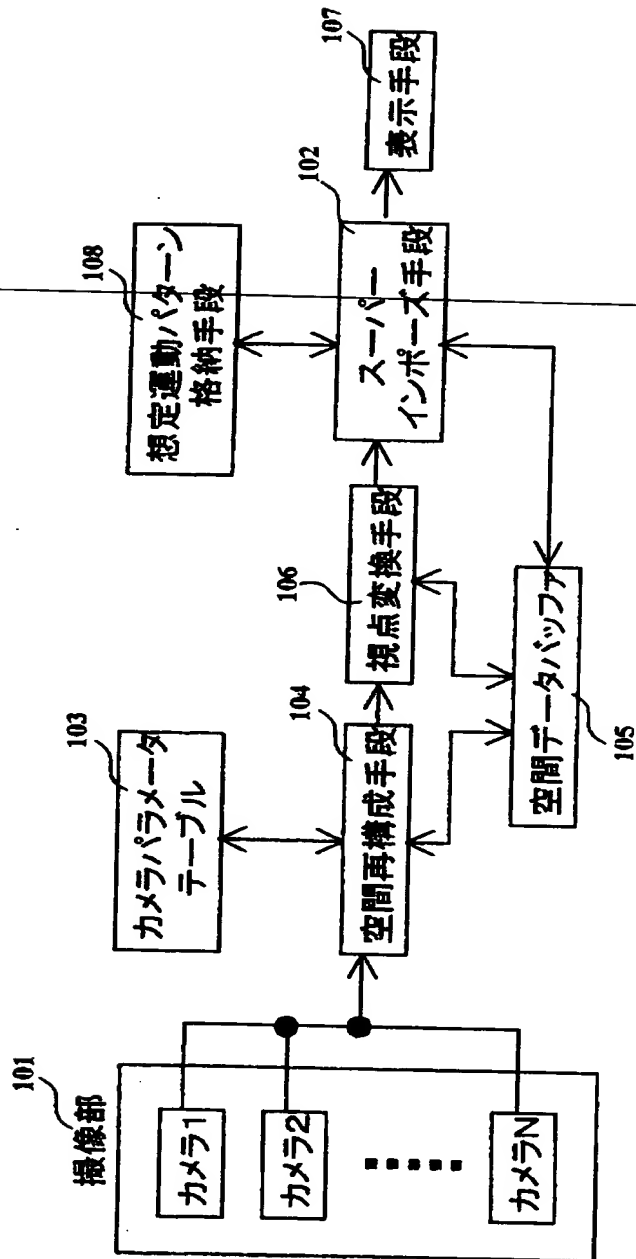 101
撮像部
カメラ1
カメラ2
カメラN
103
カメラパラメータ
テーブル
104
空間再構成手段
106
視点変換手段
空間データバッファ
105
108
想定運動パターン
格納手段
102
スーパー
インポーズ手段
107
表示手段